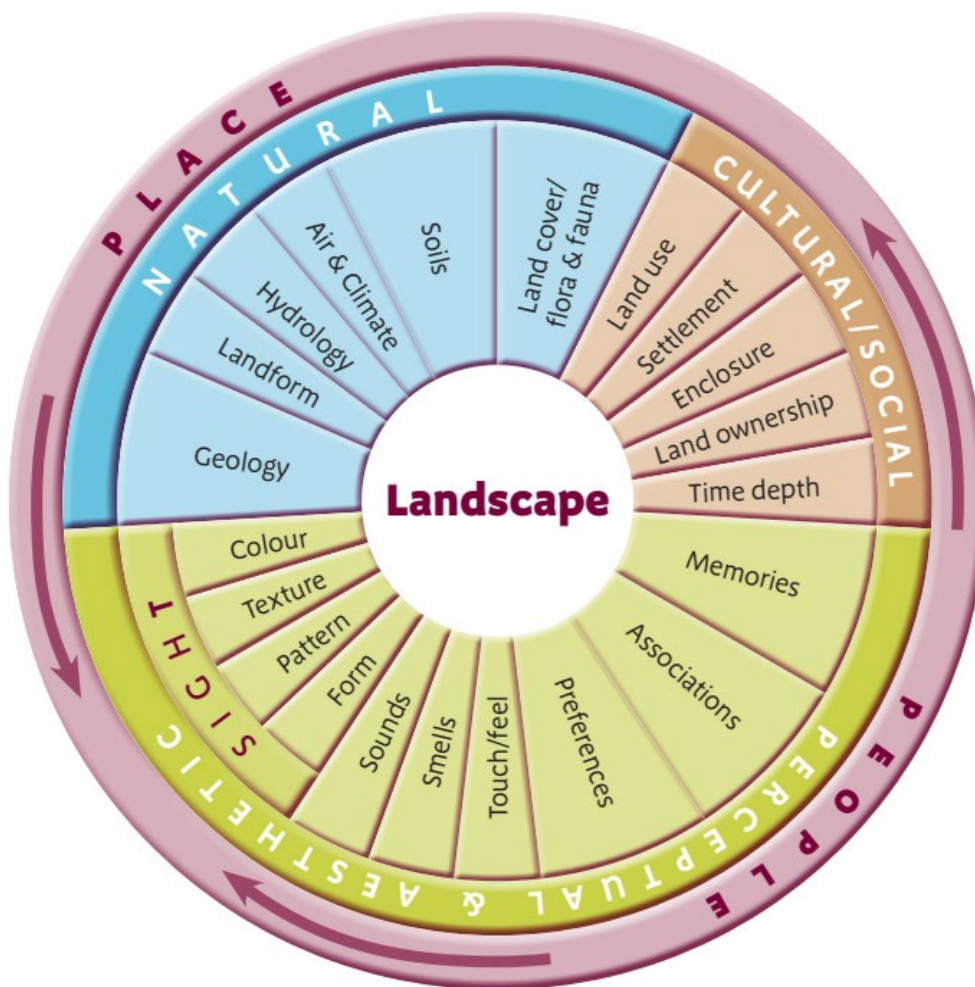 PLACE
NATURAL
CULTURAL/SOCIAL
Geology
Landform
Hydrology
Air & Climate
Soils
Land cover/
flora & fauna
Land use
Settlement
Enclosure
Land ownership
Time depth
Landscape
Memories
Associations
Preferences
Touch/feel
Smells
Sounds
Form
Pattern
Texture
Colour
SIGHT
PERCEPTUAL & AESTHETIC
PEOPLE